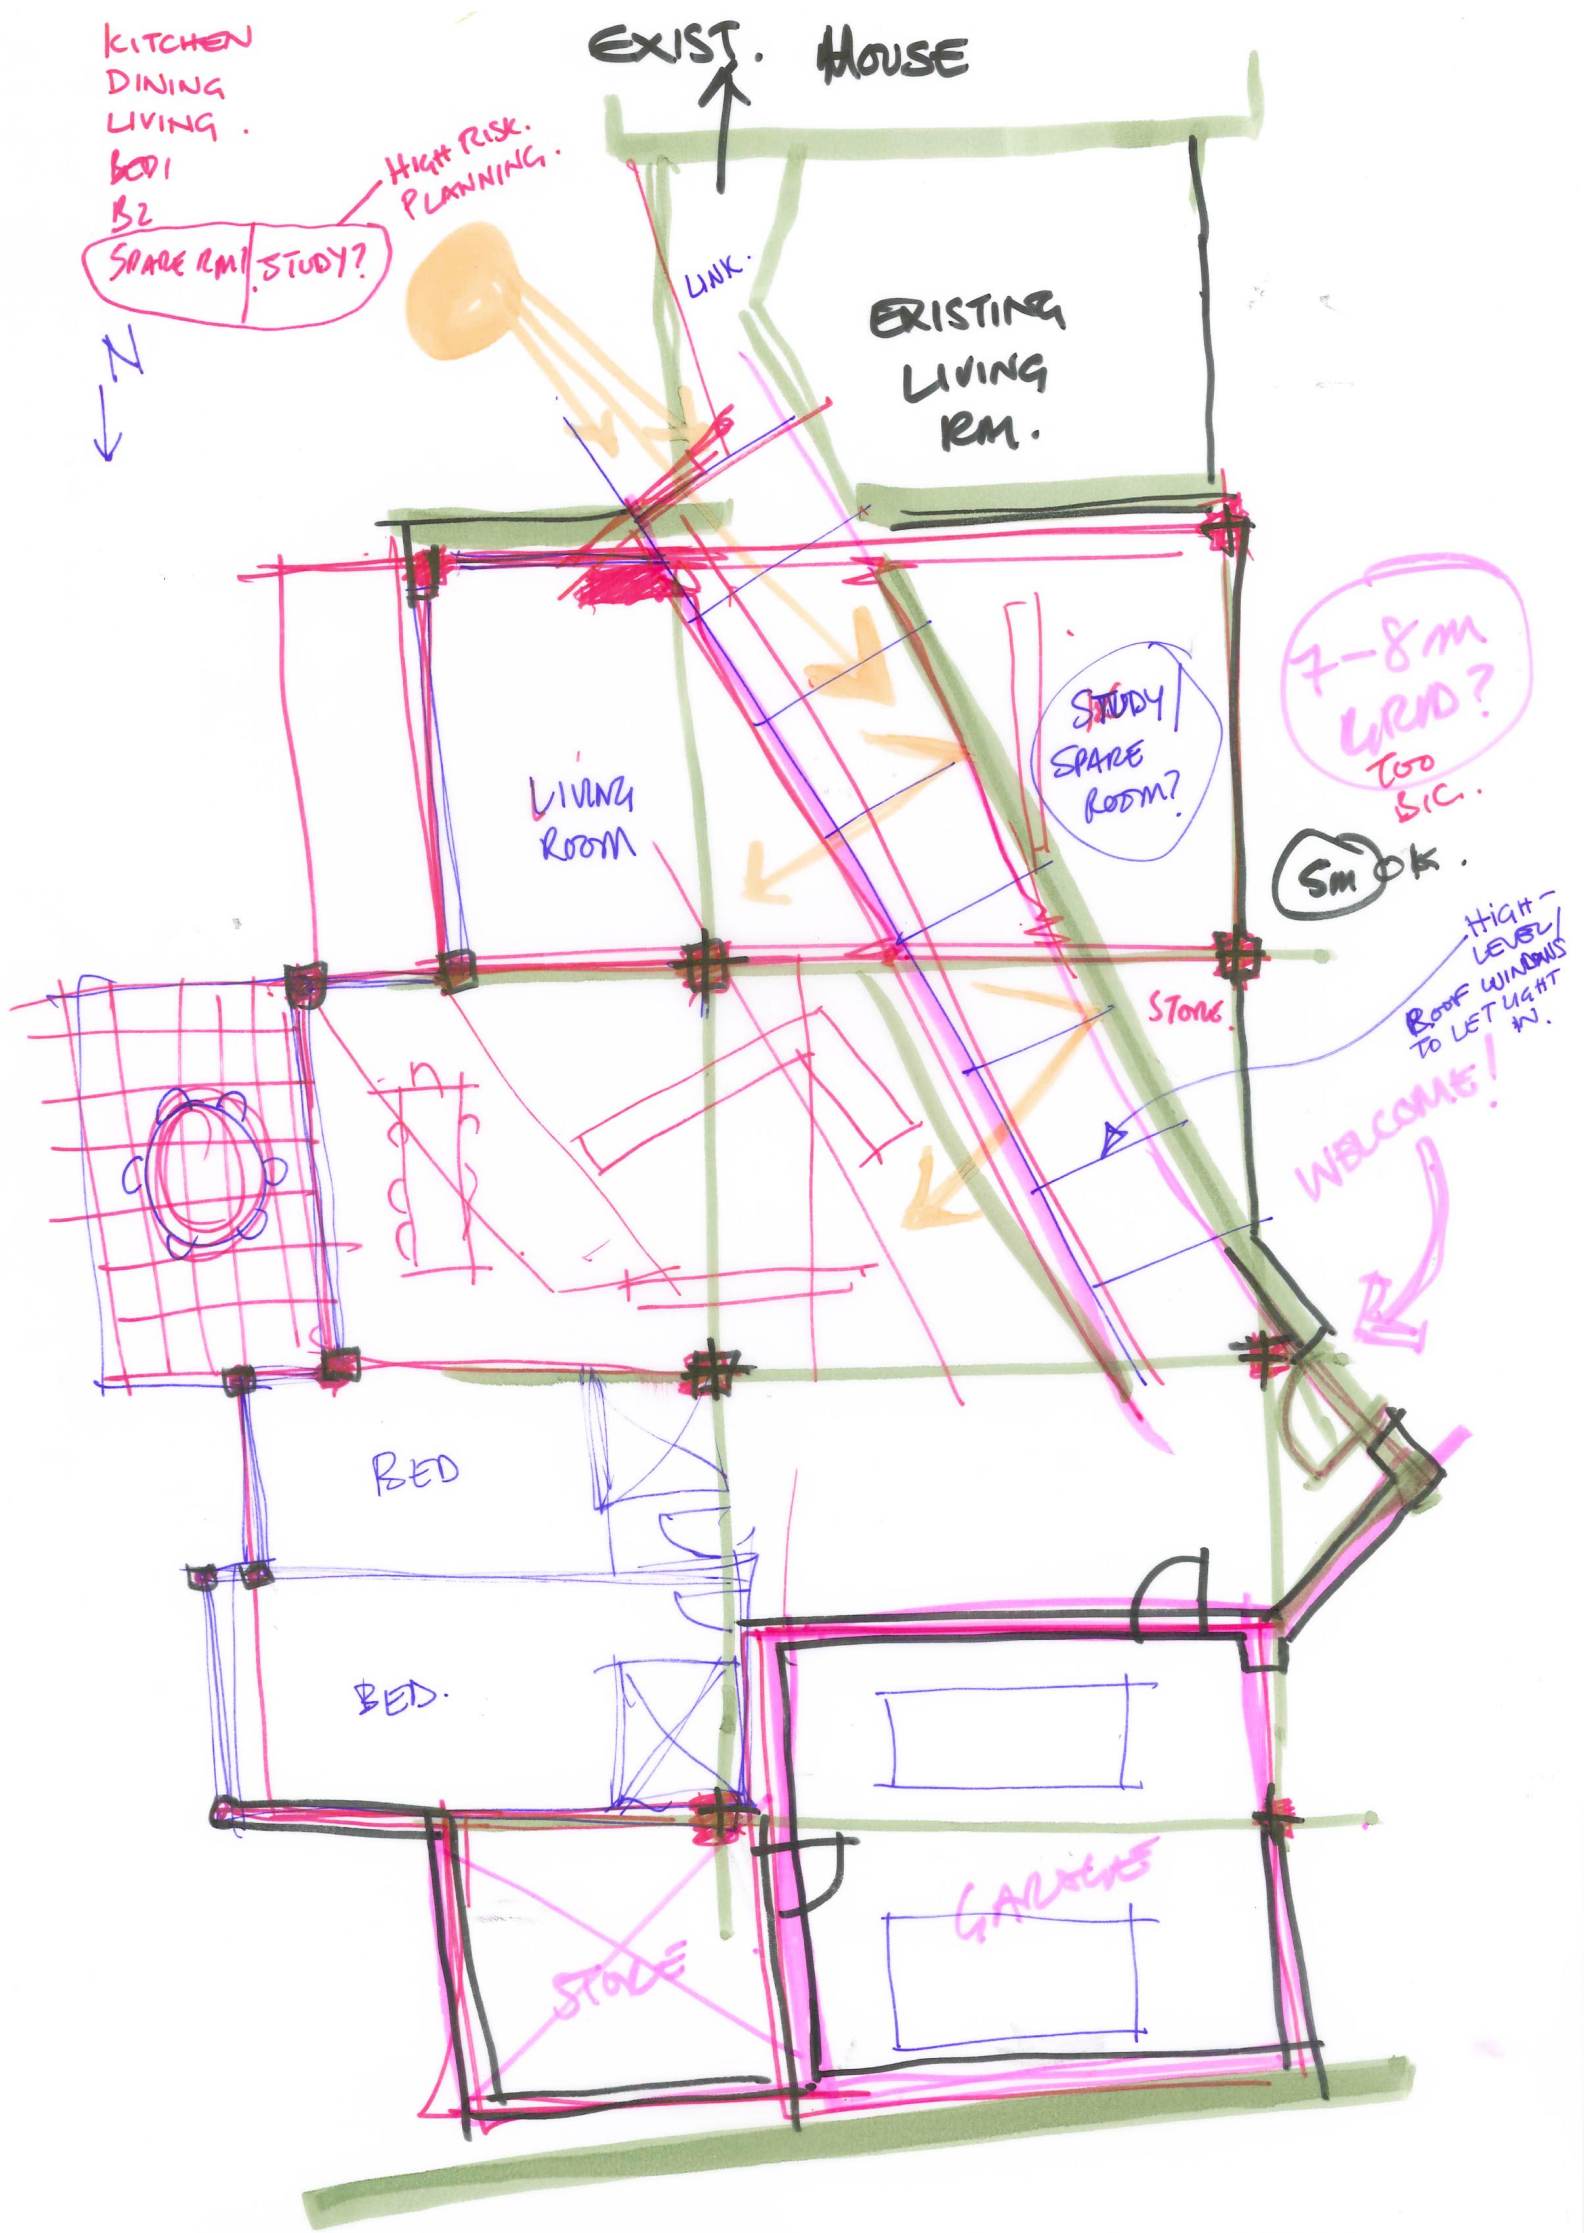 KITCHEN
DINING
LIVING.
BED1
B2
SPARE RM? STUDY?
HIGH RISK.
PLANNING.
N
EXIST. HOUSE
LINK.
EXISTING
LIVING
RM.
7-8m
GRID?
TOO
BIG.
5m OK.
STUDY/
SPARE
ROOM?
LIVING
ROOM
HIGH-
LEVEL/
ROOF WINDOWS
TO LET LIGHT
IN.
STORE.
WELCOME!
BED
BED.
GARAGE
STORE